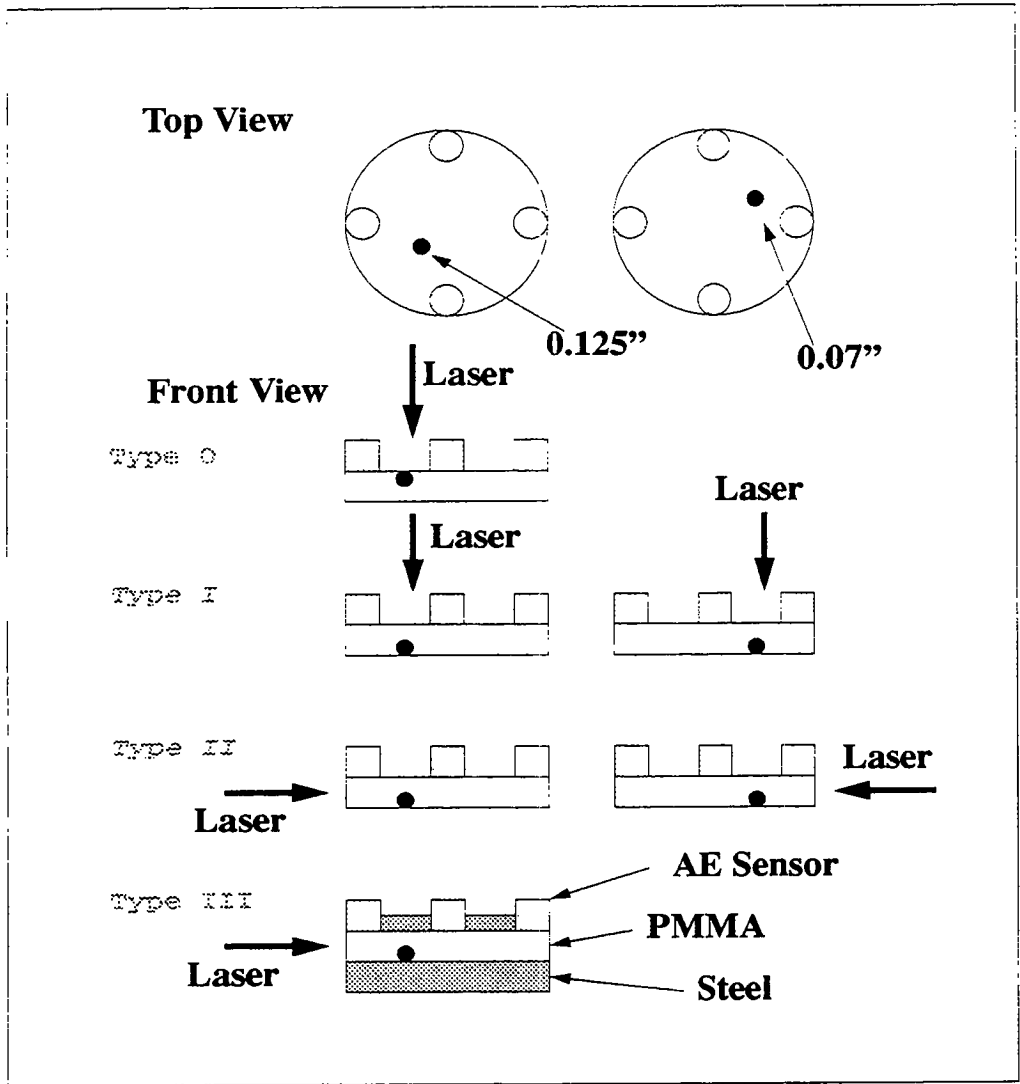 Top View
0.125”
0.07”
Laser
Front View
Type O
Laser
Laser
Type I
Type II
Laser
Laser
Type III
AE Sensor
PMMA
Laser
Steel